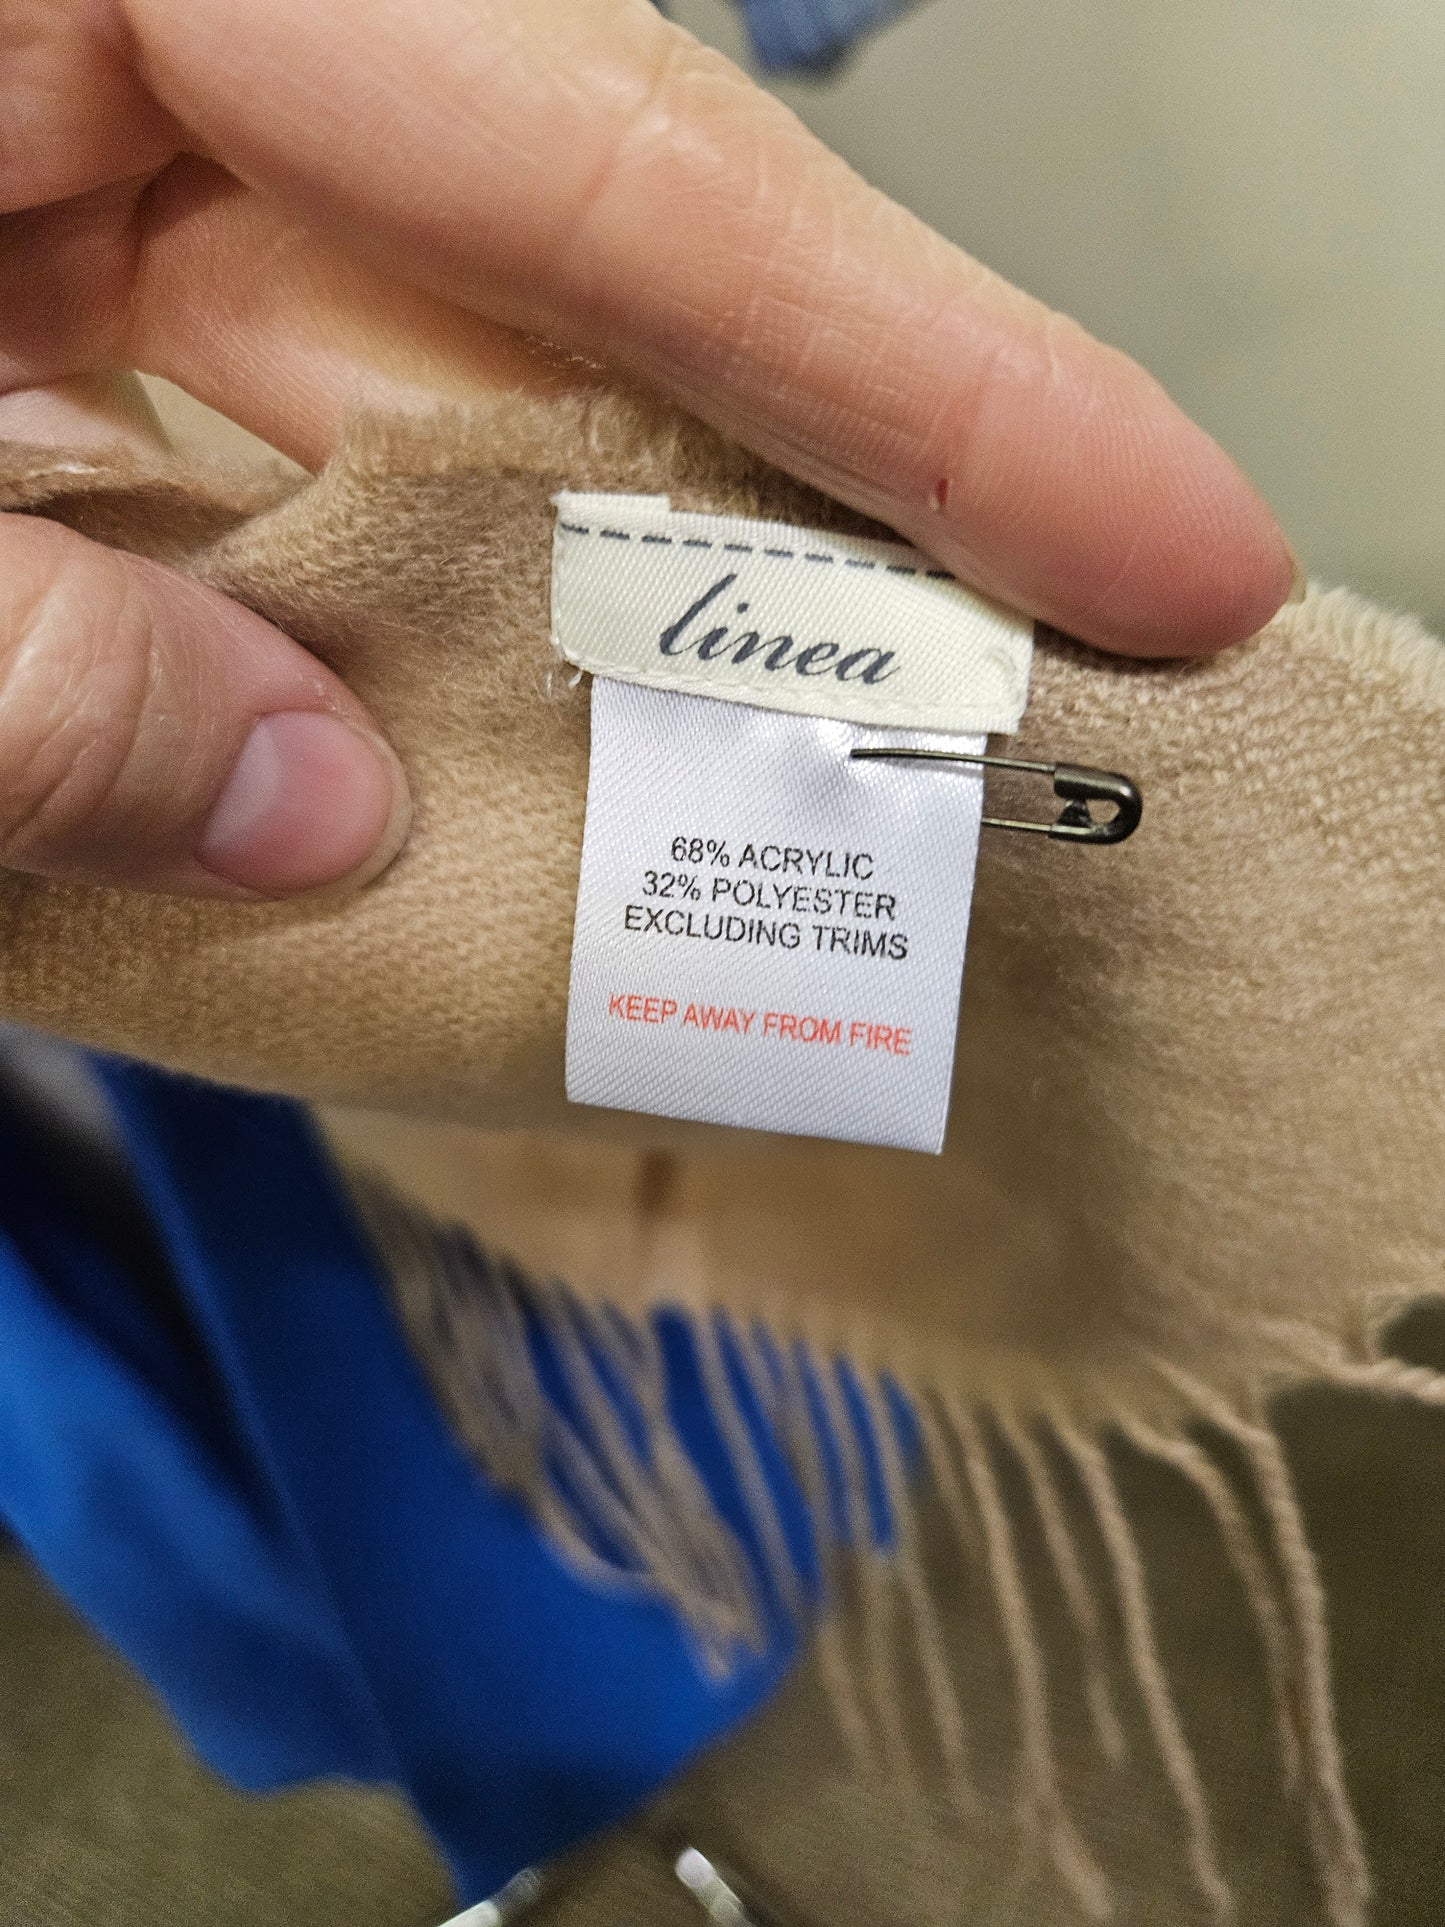 linea
68% ACRYLIC
32% POLYESTER
EXCLUDING TRIMS
KEEP AWAY FROM FIRE